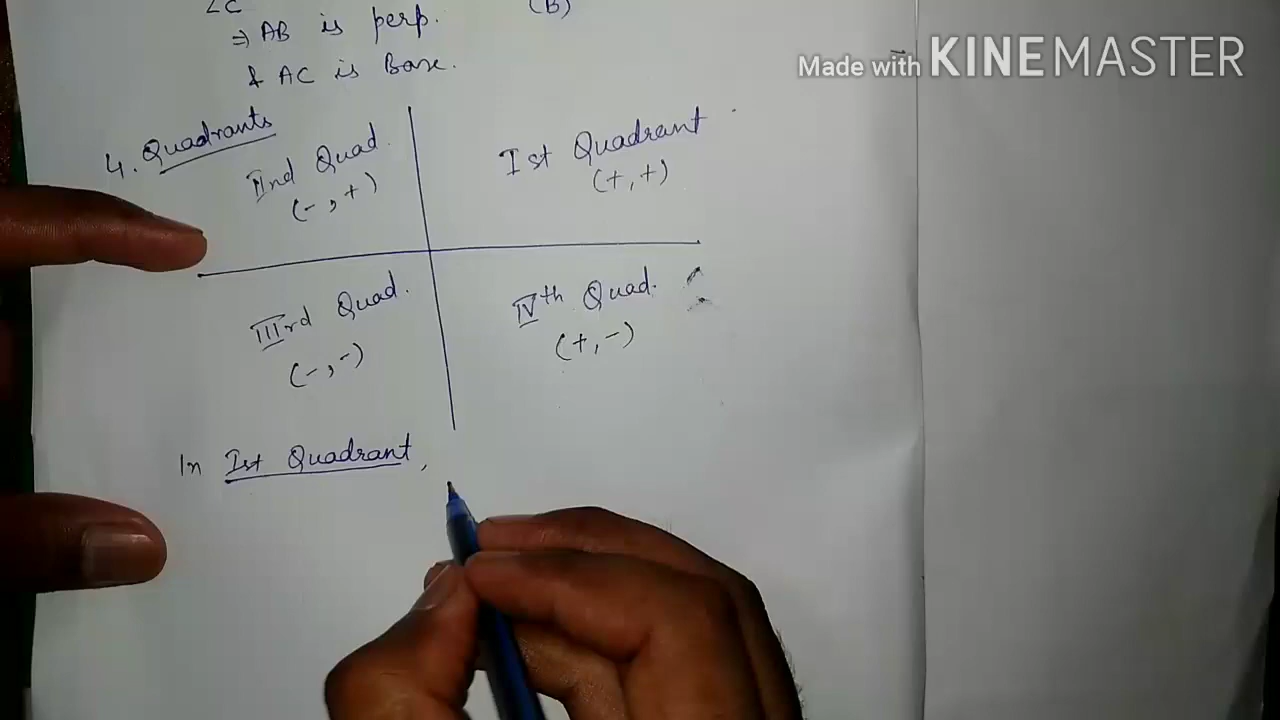 ∠C
(B)
⇒ AB is perp.
& AC is Base.
Made with KINEMASTER
4. Quadrants
IInd Quad.
(-, +)
Ist Quadrant
(+, +)
IIIrd Quad.
(-, -)
IVth Quad.
(+, -)
In Ist Quadrant,